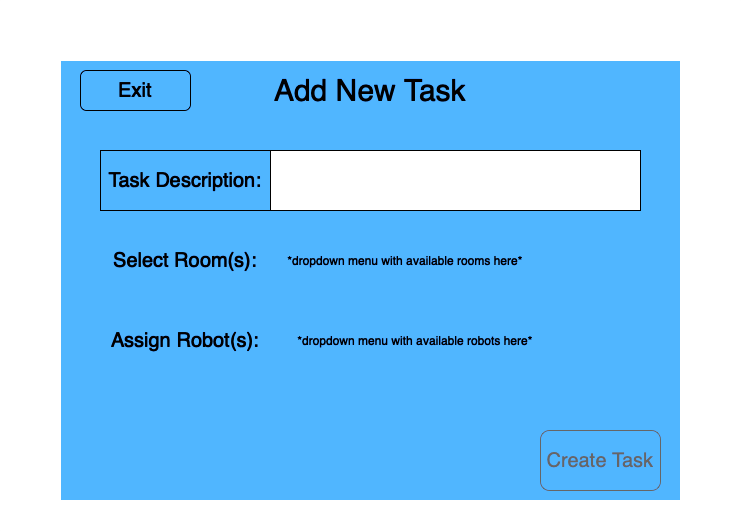 Exit
Add New Task
Task Description:
Select Room(s):
*dropdown menu with available rooms here*
Assign Robot(s):
*dropdown menu with available robots here*
Create Task